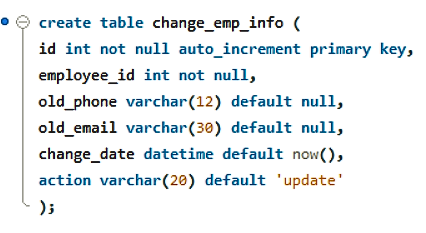 create table change_emp_info (
id int not null auto_increment primary key,
employee_id int not null,
old_phone varchar(12) default null,
old_email varchar(30) default null,
change_date datetime default now(),
action varchar(20) default 'update'
);